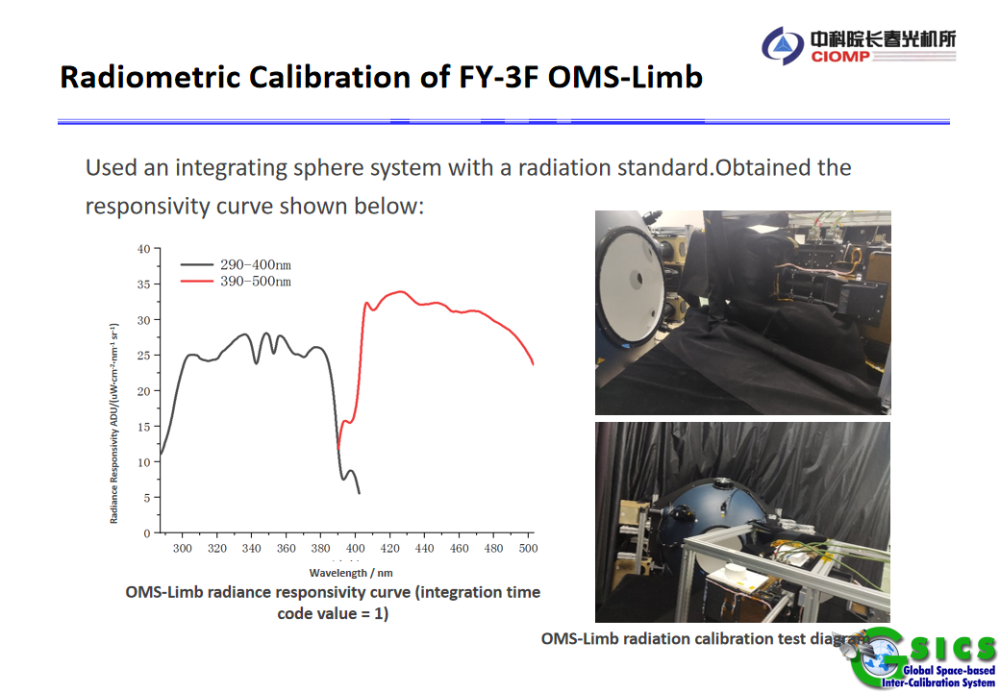 中科院长春光机所
CIOMP
Radiometric Calibration of FY-3F OMS-Limb
Used an integrating sphere system with a radiation standard.Obtained the
responsivity curve shown below:
290-400nm
390-500nm
40
35
30
25
20
15
10
5
0
Radiance Responsivity ADU/(uW·cm⁻²·nm⁻¹ sr⁻¹)
300 320 340 360 380 400 420 440 460 480 500
Wavelength / nm
OMS-Limb radiance responsivity curve (integration time
code value = 1)
OMS-Limb radiation calibration test diagram
GSICS
Global Space-based
Inter-Calibration System